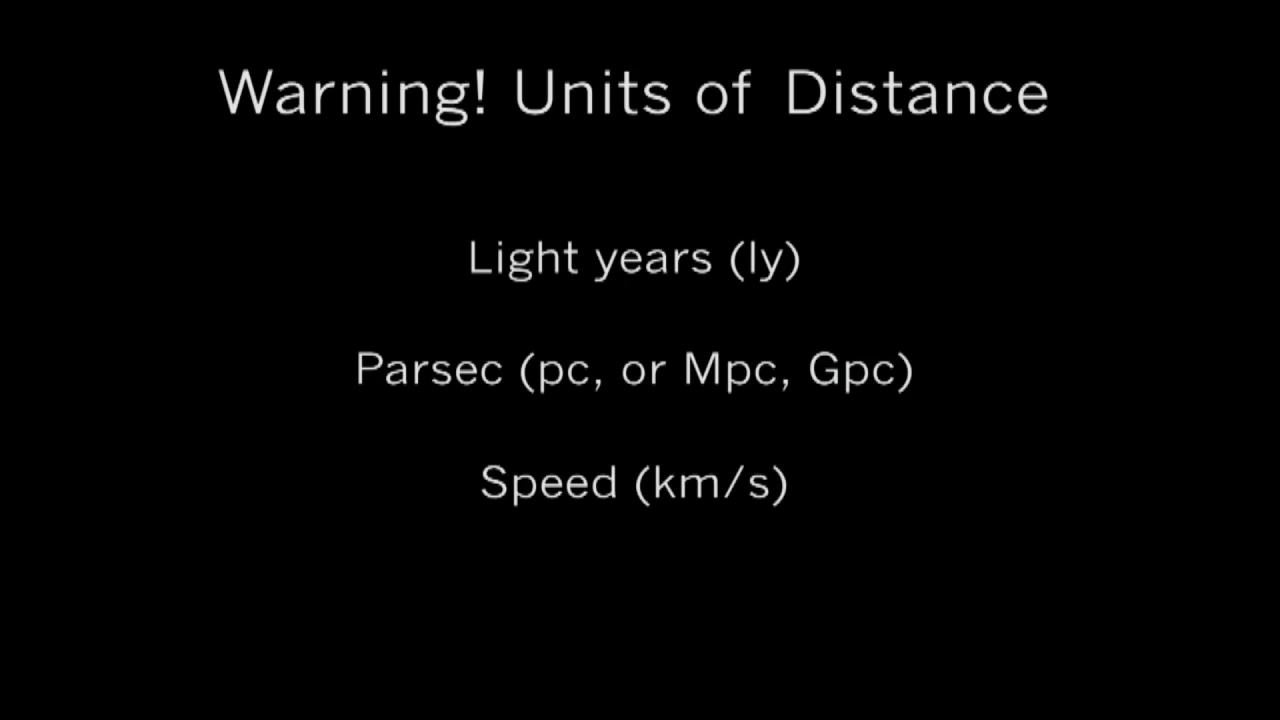 Warning! Units of Distance
Light years (ly)
Parsec (pc, or Mpc, Gpc)
Speed (km/s)